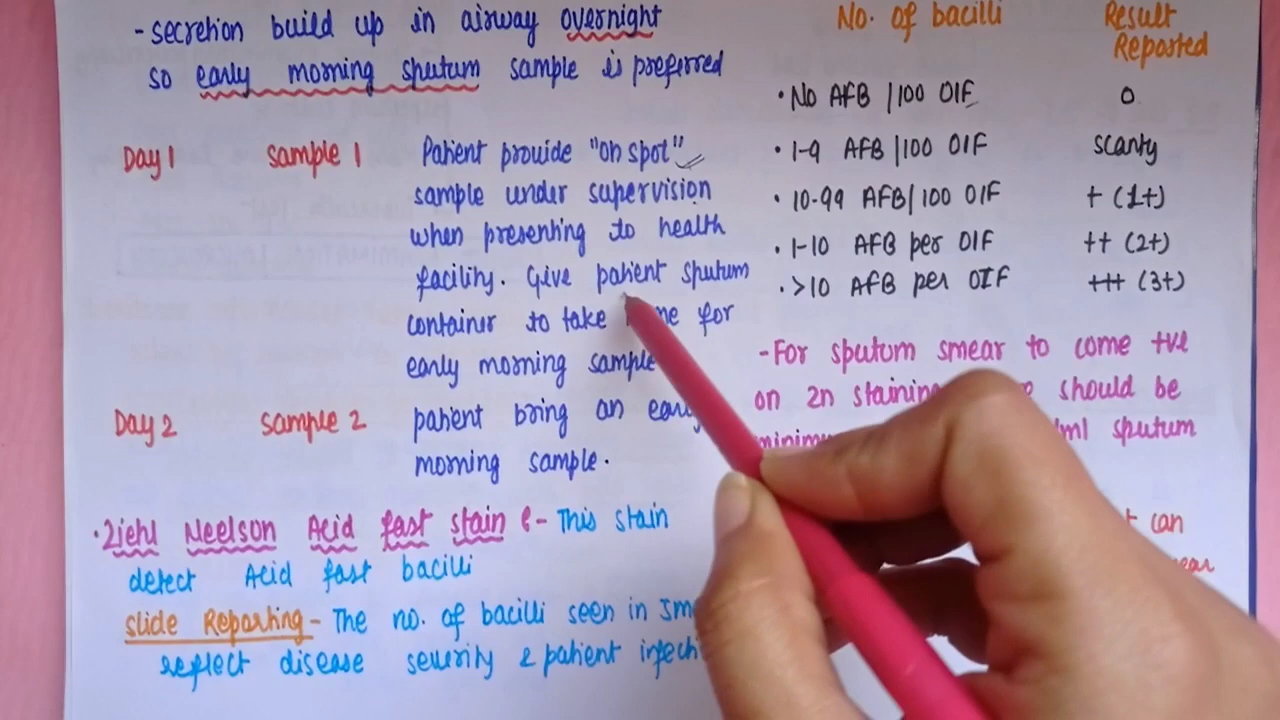 - secretion build up in airway overnight
so early morning sputum sample is preferred
Day 1 sample 1 Patient provide "on spot"
sample under supervision
when presenting to health
facility. Give patient sputum
container to take for
early morning sample
Day 2 sample 2 patient bring an
morning sample.
• Ziehl Neelson Acid fast stain :- This stain
detect Acid fast bacilli
slide Reporting - The no. of bacilli seen in
reflect disease severity & patient
No. of bacilli Result
Reported
• No AFB / 100 OIF 0
• 1-9 AFB / 100 OIF scanty
• 10-99 AFB / 100 OIF + (1+)
• 1-10 AFB per OIF ++ (2+)
• >10 AFB per OIF +++ (3+)
- For sputum smear to come +ve
on Zn staining should be
/ml sputum
can